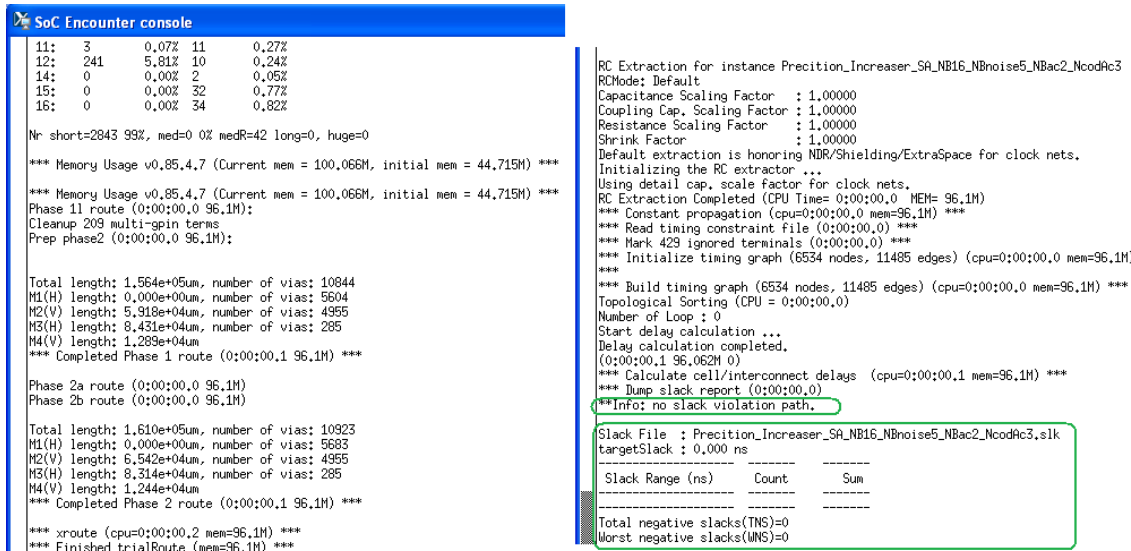 SoC Encounter console
11: 3 0.07% 11 0.27%
12: 241 5.81% 10 0.24%
14: 0 0.00% 2 0.05%
15: 0 0.00% 32 0.77%
16: 0 0.00% 34 0.82%
Nr short=2843 99%, med=0 0% medR=42 long=0, huge=0
*** Memory Usage v0.85.4.7 (Current mem = 100.066M, initial mem = 44.715M) ***
*** Memory Usage v0.85.4.7 (Current mem = 100.066M, initial mem = 44.715M) ***
Phase 1l route (0:00:00.0 96.1M):
Cleanup 209 multi-gpin terms
Prep phase2 (0:00:00.0 96.1M):
Total length: 1.564e+05um, number of vias: 10844
M1(H) length: 0.000e+00um, number of vias: 5604
M2(V) length: 5.918e+04um, number of vias: 4955
M3(H) length: 8.431e+04um, number of vias: 285
M4(V) length: 1.289e+04um
*** Completed Phase 1 route (0:00:00.1 96.1M) ***
Phase 2a route (0:00:00.0 96.1M)
Phase 2b route (0:00:00.0 96.1M)
Total length: 1.610e+05um, number of vias: 10923
M1(H) length: 0.000e+00um, number of vias: 5683
M2(V) length: 6.542e+04um, number of vias: 4955
M3(H) length: 8.314e+04um, number of vias: 285
M4(V) length: 1.244e+04um
*** Completed Phase 2 route (0:00:00.1 96.1M) ***
*** xroute (cpu=0:00:00.2 mem=96.1M) ***
*** Finished trialRoute (mem=96.1M) ***
RC Extraction for instance Precition_Increaser_SA_NB16_NBnoise5_NBac2_NcodAc3
RCMode: Default
Capacitance Scaling Factor : 1.00000
Coupling Cap. Scaling Factor : 1.00000
Resistance Scaling Factor : 1.00000
Shrink Factor : 1.00000
Default extraction is honoring NDR/Shielding/ExtraSpace for clock nets.
Initializing the RC extractor ...
Using detail cap. scale factor for clock nets.
RC Extraction Completed (CPU Time= 0:00:00.0 MEM= 96.1M)
*** Constant propagation (cpu=0:00:00.0 mem=96.1M) ***
*** Read timing constraint file (0:00:00.0) ***
*** Mark 429 ignored terminals (0:00:00.0) ***
*** Initialize timing graph (6534 nodes, 11485 edges) (cpu=0:00:00.0 mem=96.1M)
***
*** Build timing graph (6534 nodes, 11485 edges) (cpu=0:00:00.0 mem=96.1M) ***
Topological Sorting (CPU = 0:00:00.0)
Number of Loop : 0
Start delay calculation ...
Delay calculation completed.
(0:00:00.1 96.062M 0)
*** Calculate cell/interconnect delays (cpu=0:00:00.1 mem=96.1M) ***
*** Dump slack report (0:00:00.0)
**Info: no slack violation path.
Slack File : Precition_Increaser_SA_NB16_NBnoise5_NBac2_NcodAc3.slk
targetSlack : 0.000 ns
------------------- ------- -------
Slack Range (ns) Count Sum
------------------- ------- -------
------------------- ------- -------
Total negative slacks(TNS)=0
Worst negative slacks(WNS)=0